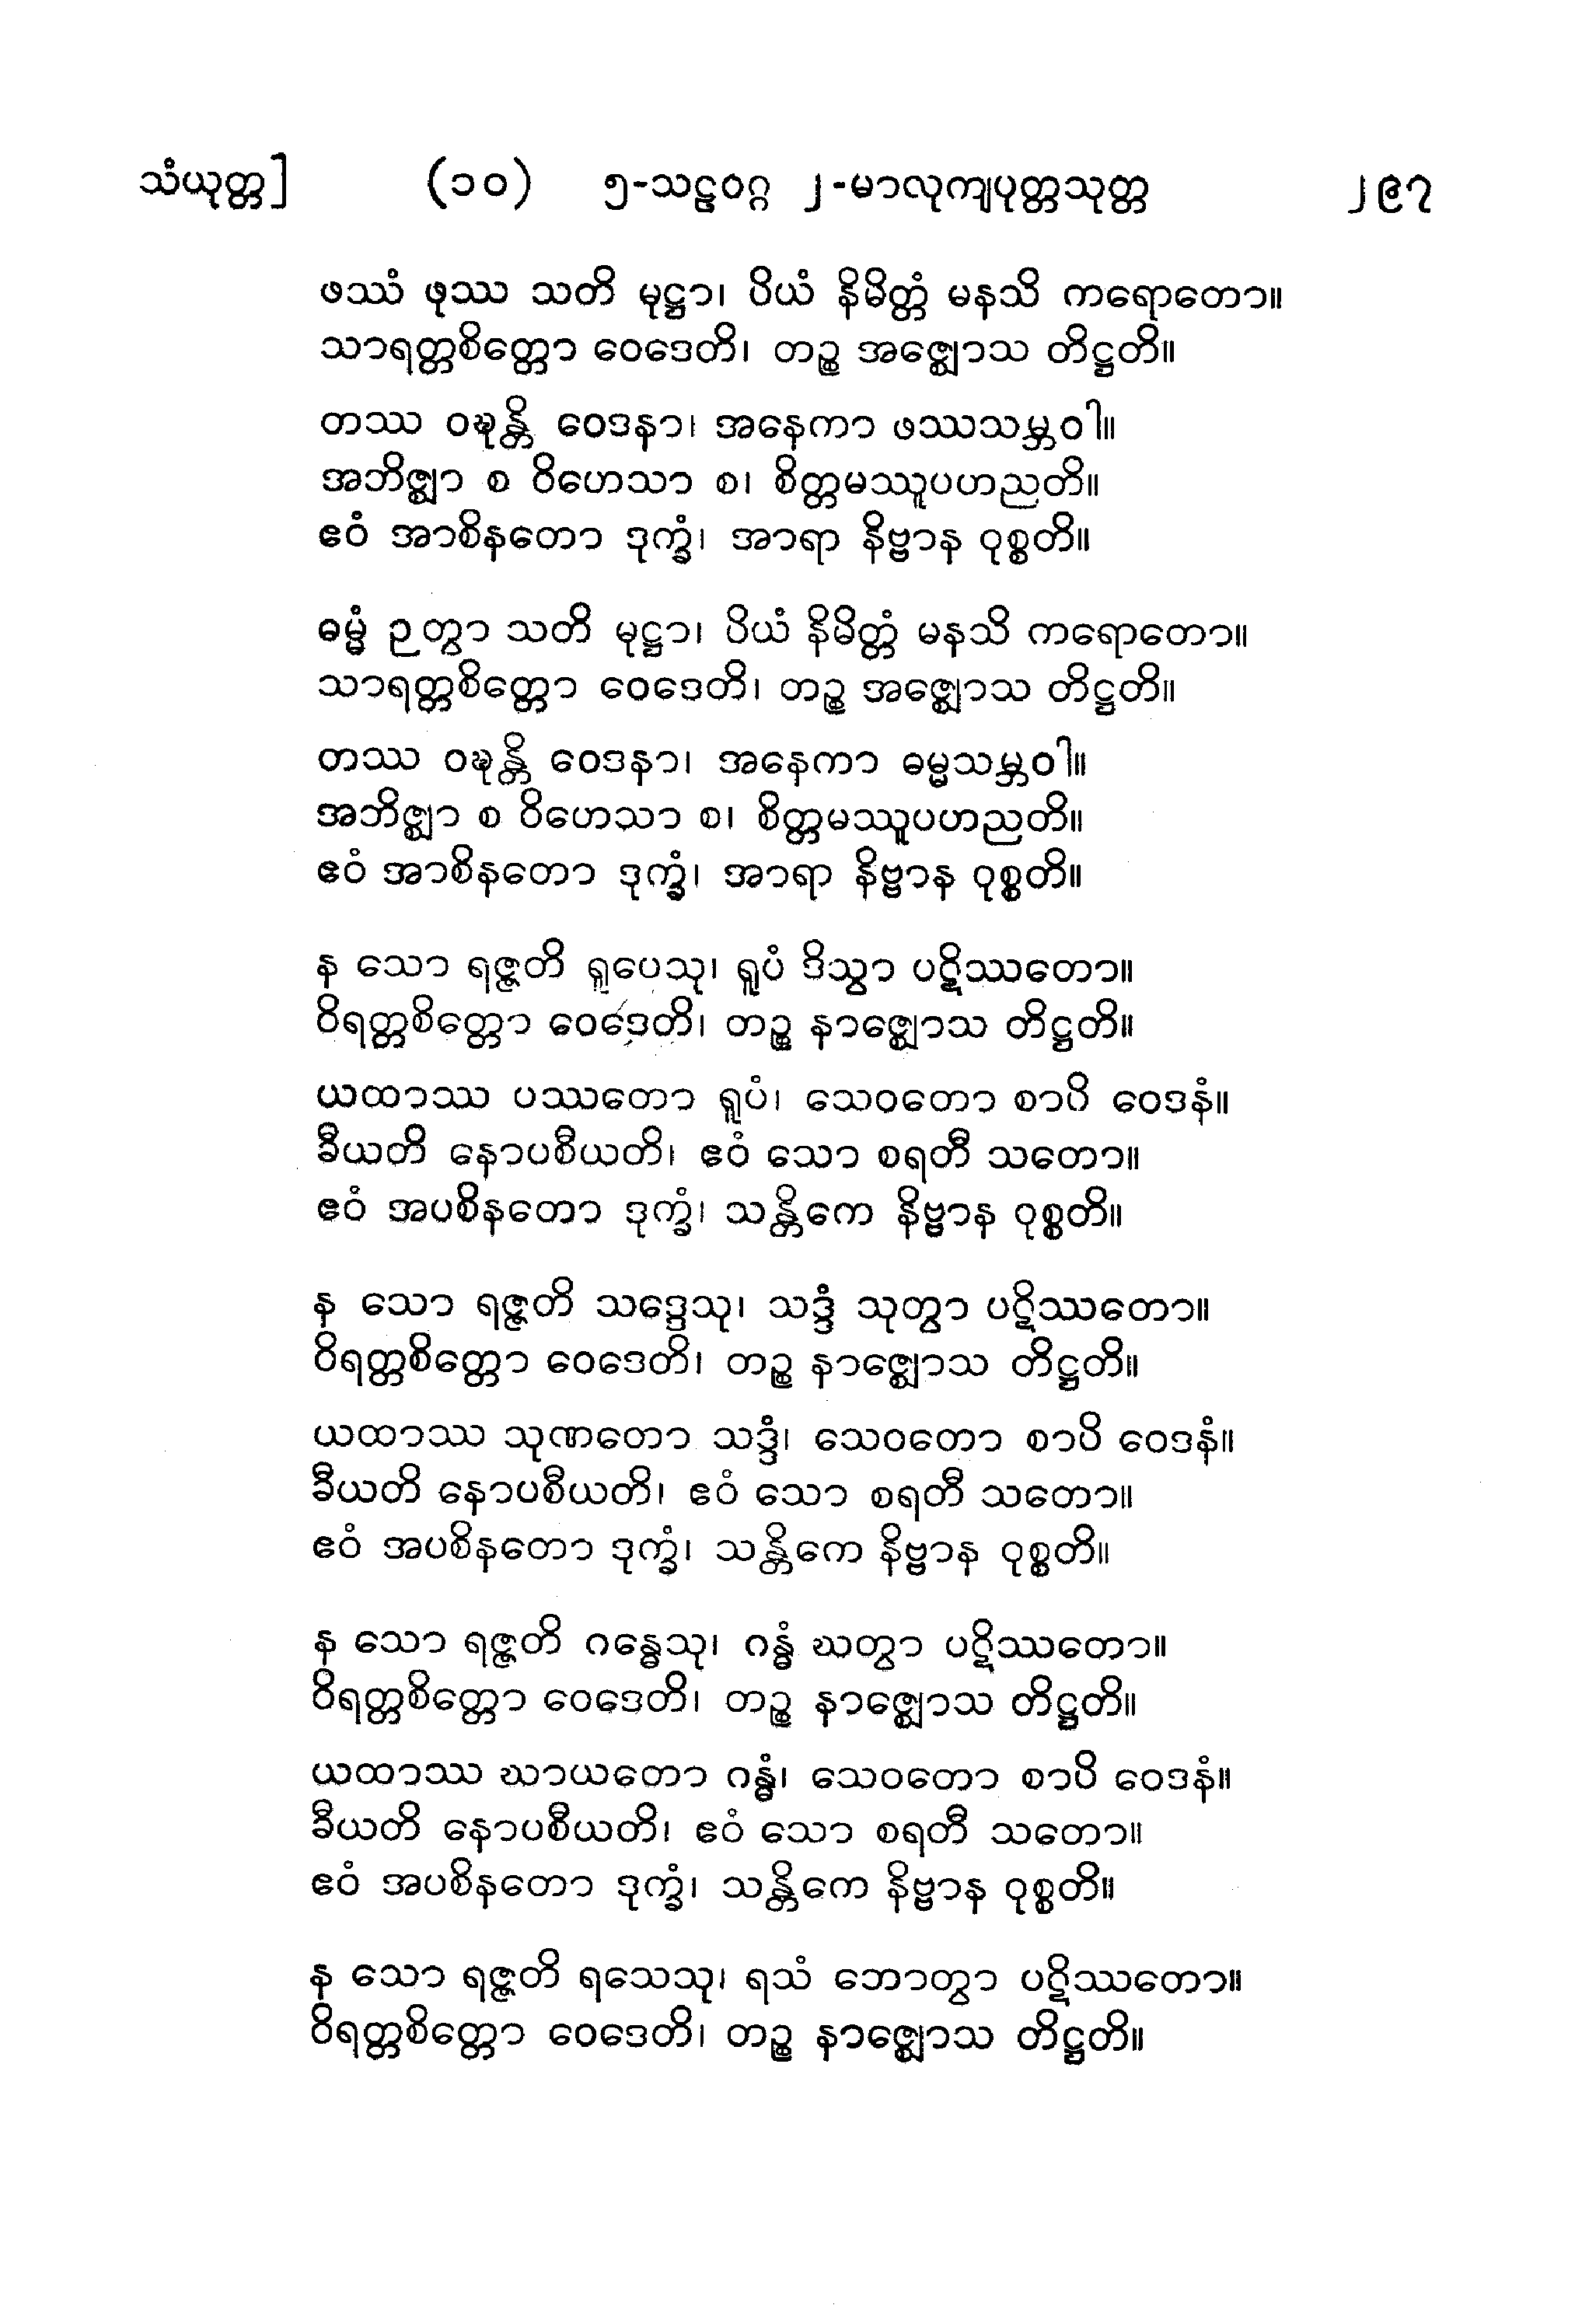 သံယုတ္တ] (၁၀) ၅-သဠဝဂ္ဂ ၂-မာလုကျပုတ္တသုတ္တ ၂၉၇
ဖဿံ ဖုဿ သတိ မုဋ္ဌာ၊ ပိယံ နိမိတ္တံ မနသိ ကရောတော။
သာရတ္တစိတ္တော ဝေဒေတိ၊ တဉ္စ အဇ္ဈောသ တိဋ္ဌတိ။
တဿ ဝဍ္ဎန္တိ ဝေဒနာ၊ အနေကာ ဖဿသမ္ဘဝါ။
အဘိဇ္ဈာ စ ဝိဟေသာ စ၊ စိတ္တမဿူပဟညတိ။
ဧဝံ အာစိနတော ဒုက္ခံ၊ အာရာ နိဗ္ဗာန ဝုစ္စတိ။
ဓမ္မံ ဉတွာ သတိ မုဋ္ဌာ၊ ပိယံ နိမိတ္တံ မနသိ ကရောတော။
သာရတ္တစိတ္တော ဝေဒေတိ၊ တဉ္စ အဇ္ဈောသ တိဋ္ဌတိ။
တဿ ဝဍ္ဎန္တိ ဝေဒနာ၊ အနေကာ ဓမ္မသမ္ဘဝါ။
အဘိဇ္ဈာ စ ဝိဟေသာ စ၊ စိတ္တမဿူပဟညတိ။
ဧဝံ အာစိနတော ဒုက္ခံ၊ အာရာ နိဗ္ဗာန ဝုစ္စတိ။
န သော ရဇ္ဇတိ ရူပေသု၊ ရူပံ ဒိသွာ ပဋိဿတော။
ဝိရတ္တစိတ္တော ဝေဒေတိ၊ တဉ္စ နာဇ္ဈောသ တိဋ္ဌတိ။
ယထာဿ ပဿတော ရူပံ၊ သေဝတော စာပိ ဝေဒနံ။
ခီယတိ နောပစီယတိ၊ ဧဝံ သော စရတီ သတော။
ဧဝံ အပစိနတော ဒုက္ခံ၊ သန္တိကေ နိဗ္ဗာန ဝုစ္စတိ။
န သော ရဇ္ဇတိ သဒ္ဒေသု၊ သဒ္ဒံ သုတွာ ပဋိဿတော။
ဝိရတ္တစိတ္တော ဝေဒေတိ၊ တဉ္စ နာဇ္ဈောသ တိဋ္ဌတိ။
ယထာဿ သုဏတော သဒ္ဒံ၊ သေဝတော စာပိ ဝေဒနံ။
ခီယတိ နောပစီယတိ၊ ဧဝံ သော စရတီ သတော။
ဧဝံ အပစိနတော ဒုက္ခံ၊ သန္တိကေ နိဗ္ဗာန ဝုစ္စတိ။
န သော ရဇ္ဇတိ ဂန္ဓေသု၊ ဂန္ဓံ ဃတွာ ပဋိဿတော။
ဝိရတ္တစိတ္တော ဝေဒေတိ၊ တဉ္စ နာဇ္ဈောသ တိဋ္ဌတိ။
ယထာဿ ဃာယတော ဂန္ဓံ၊ သေဝတော စာပိ ဝေဒနံ။
ခီယတိ နောပစီယတိ၊ ဧဝံ သော စရတီ သတော။
ဧဝံ အပစိနတော ဒုက္ခံ၊ သန္တိကေ နိဗ္ဗာန ဝုစ္စတိ။
န သော ရဇ္ဇတိ ရသေသု၊ ရသံ ဘောတွာ ပဋိဿတော။
ဝိရတ္တစိတ္တော ဝေဒေတိ၊ တဉ္စ နာဇ္ဈောသ တိဋ္ဌတိ။